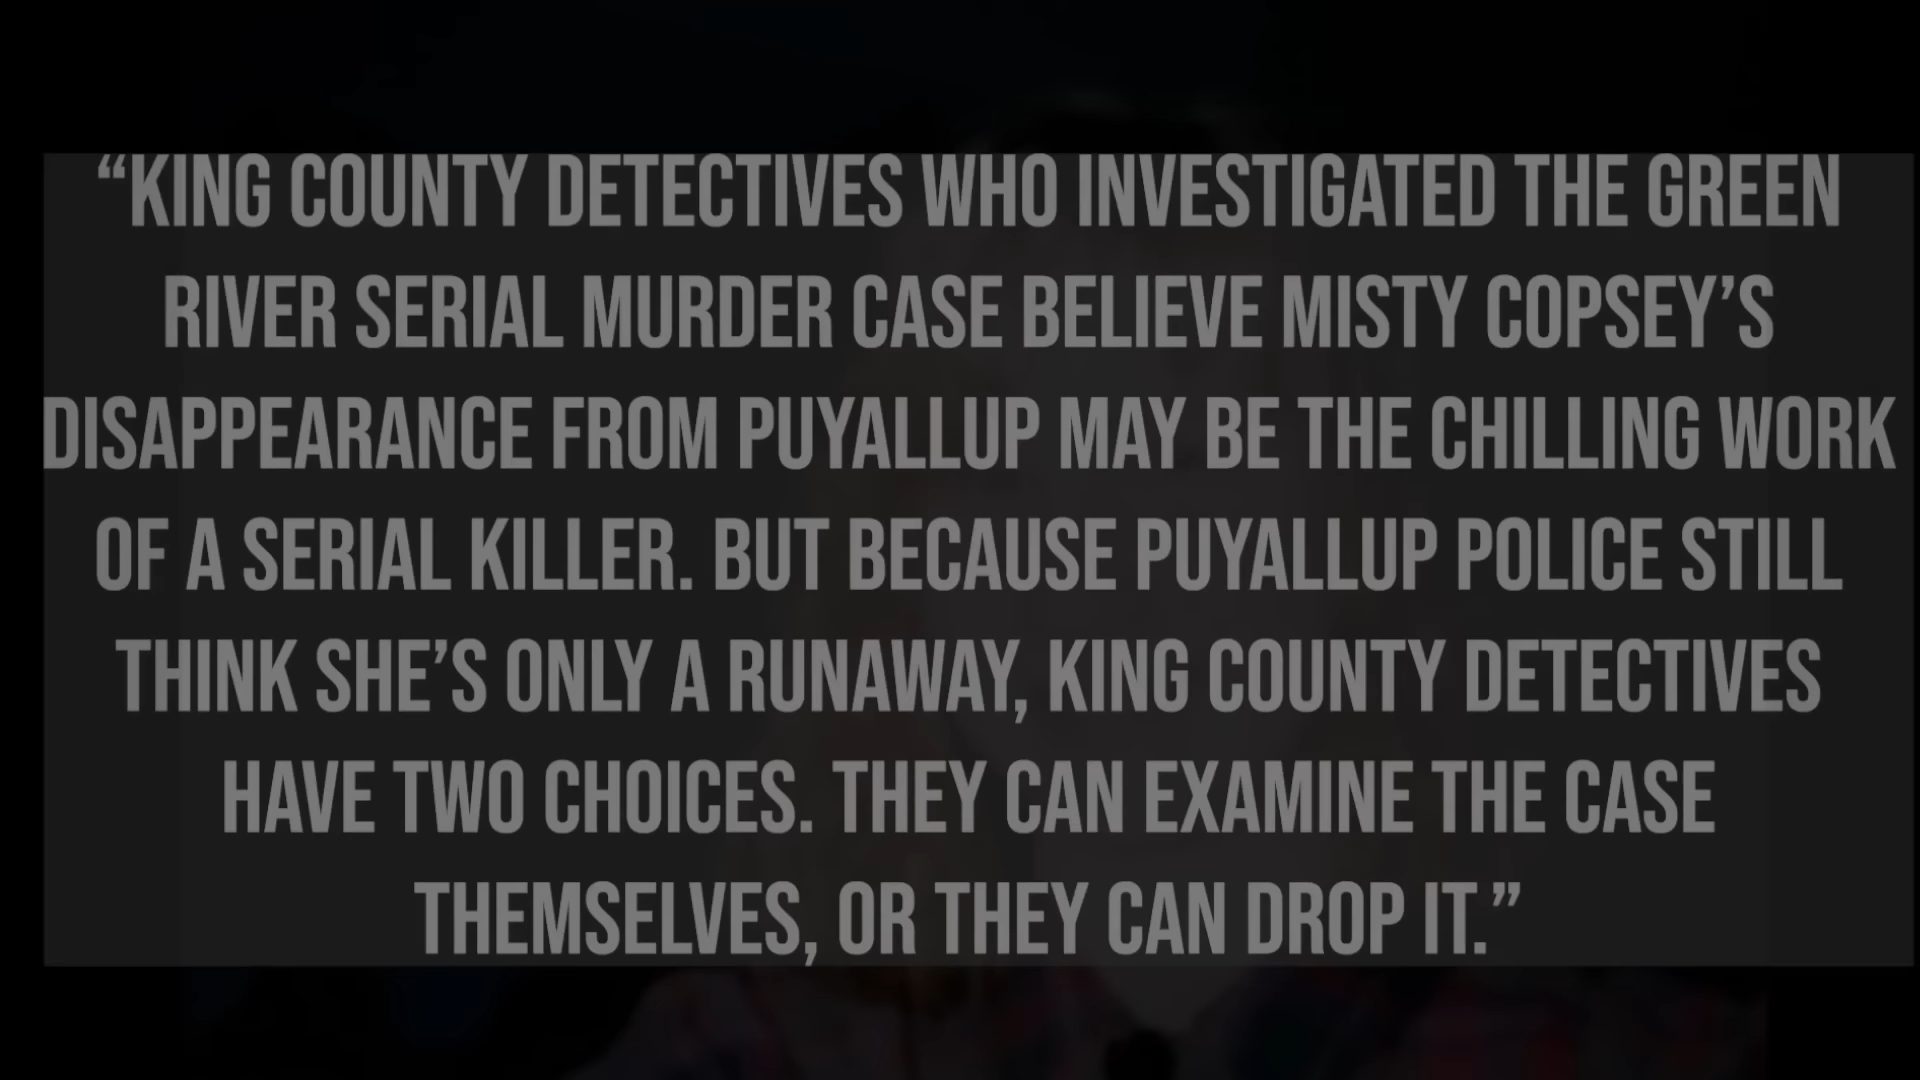 “KING COUNTY DETECTIVES WHO INVESTIGATED THE GREEN
RIVER SERIAL MURDER CASE BELIEVE MISTY COPSEY’S
DISAPPEARANCE FROM PUYALLUP MAY BE THE CHILLING WORK
OF A SERIAL KILLER. BUT BECAUSE PUYALLUP POLICE STILL
THINK SHE’S ONLY A RUNAWAY, KING COUNTY DETECTIVES
HAVE TWO CHOICES. THEY CAN EXAMINE THE CASE
THEMSELVES, OR THEY CAN DROP IT.”